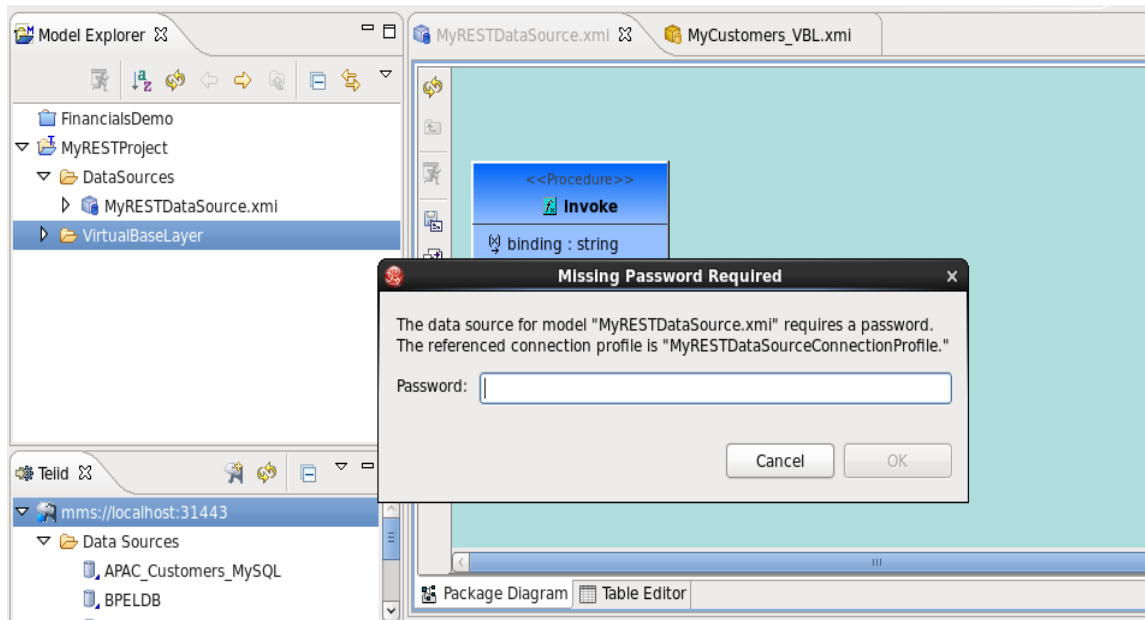 Model Explorer
MyRESTDataSource.xmi
MyCustomers_VBL.xmi
FinancialsDemo
MyRESTProject
DataSources
MyRESTDataSource.xmi
VirtualBaseLayer
<<Procedure>>
invoke
binding : string
Missing Password Required
The data source for model "MyRESTDataSource.xmi" requires a password.
The referenced connection profile is "MyRESTDataSourceConnectionProfile."
Password:
Cancel
OK
Teiid
mms://localhost:31443
Data Sources
APAC_Customers_MySQL
BPELDB
Package Diagram
Table Editor